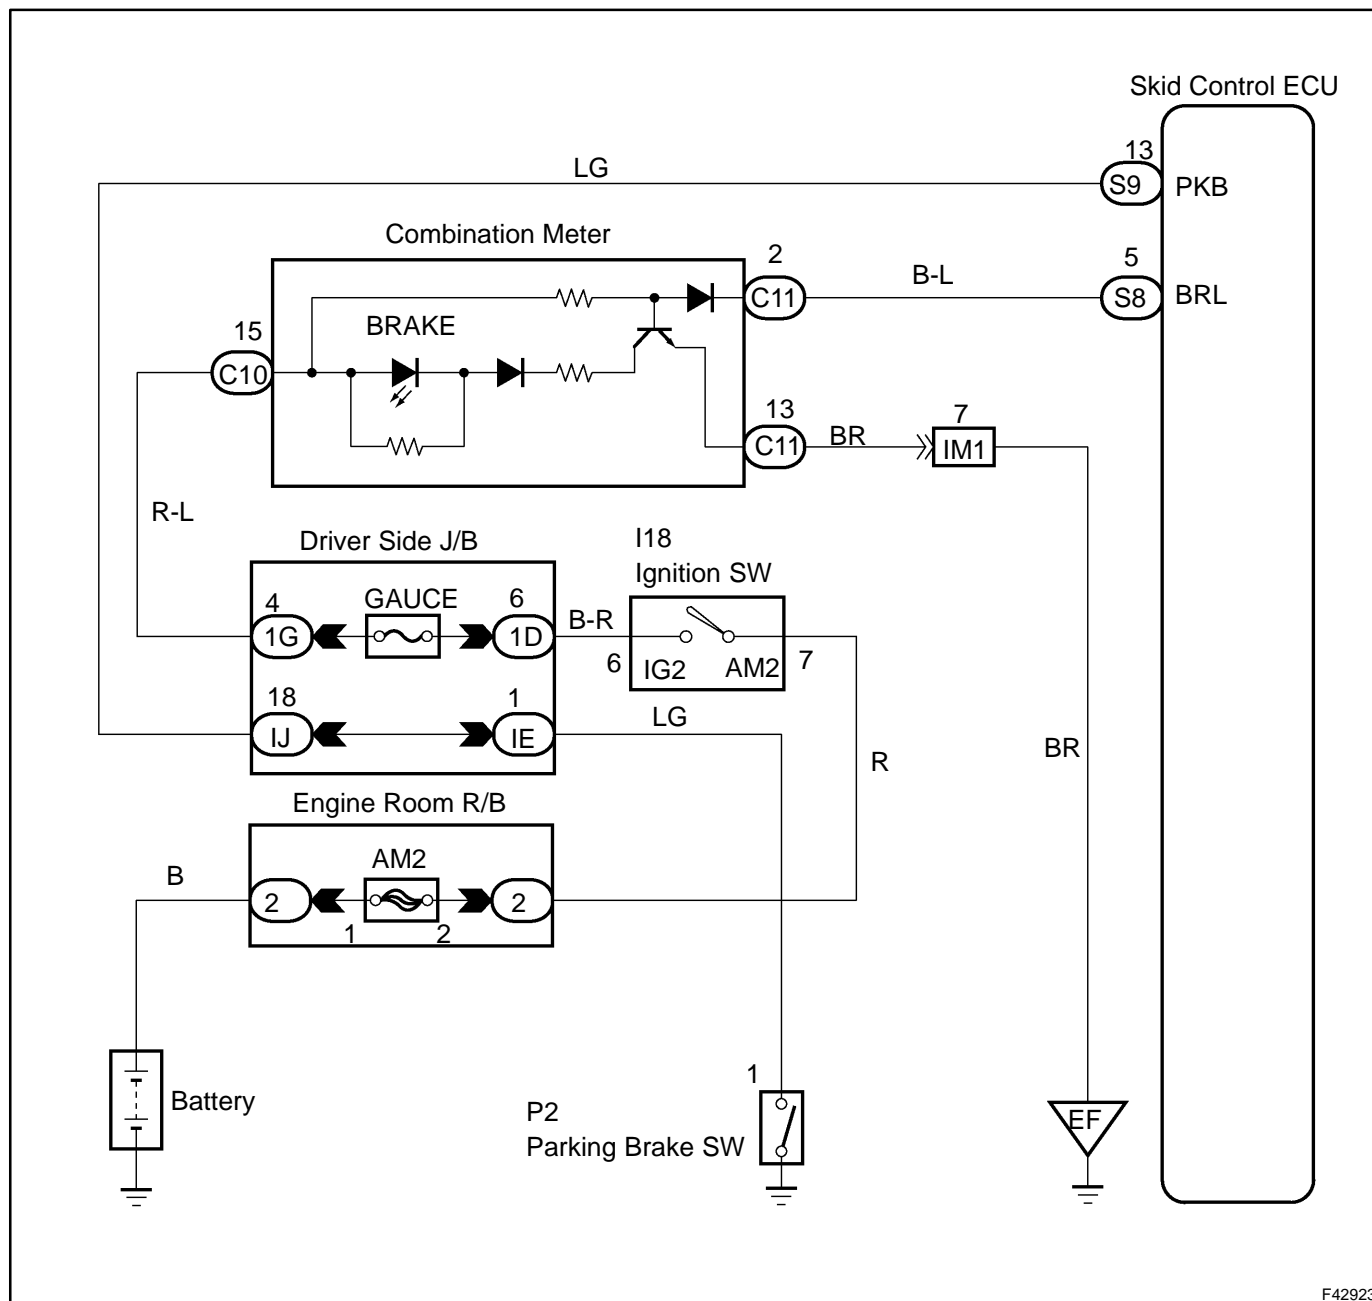 Skid Control ECU
13
LG
S9
PKB
Combination Meter
2
5
B-L
C11
S8
BRL
15
BRAKE
C10
13
7
C11
BR
IM1
R-L
Driver Side J/B
I18
Ignition SW
4
GAUCE
6
B-R
1G
1D
6
IG2
AM2
7
18
1
LG
IJ
IE
R
BR
Engine Room R/B
AM2
B
2
2
1
2
Battery
1
P2
Parking Brake SW
EF
F42923